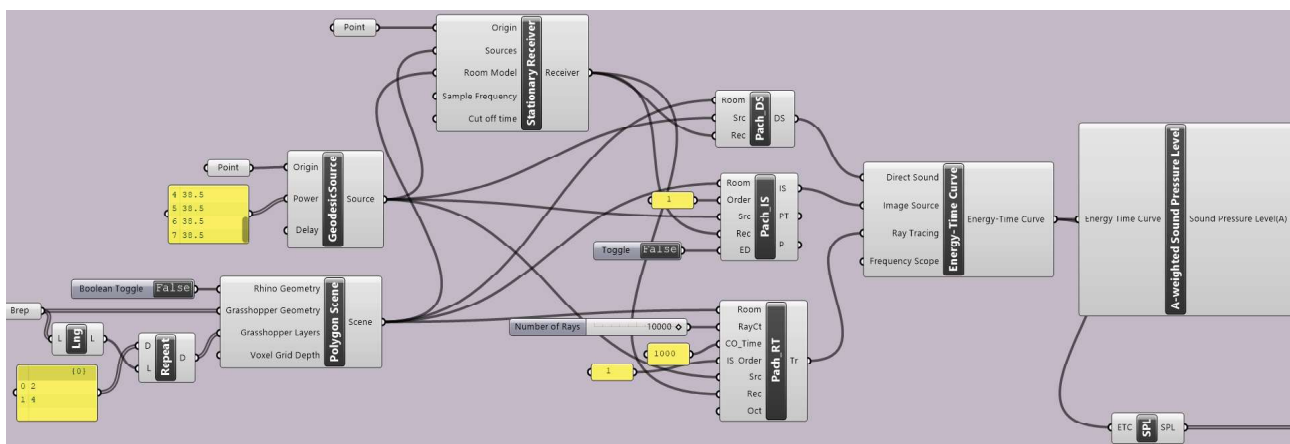 Point
Origin
Sources
Room Model
Sample Frequency
Cut off time
Stationary Receiver
Receiver
Point
4 38.5
5 38.5
6 38.5
7 38.5
Origin
Power
Delay
GeodesicSource
Source
Boolean Toggle False
Brep
L Lng L
{0}
0 2
1 4
D
L
Repeat
D
Rhino Geometry
Grasshopper Geometry
Grasshopper Layers
Voxel Grid Depth
Polygon Scene
Scene
Room
Src
Rec
Pach_DS
DS
1
Toggle False
Room
Order
Src
Rec
ED
Pach_IS
IS
PT
P
Number of Rays 10000
1000
1
Room
RayCt
CO_Time
IS Order
Src
Rec
Oct
Pach_RT
Tr
Direct Sound
Image Source
Ray Tracing
Frequency Scope
Energy-Time Curve
Energy-Time Curve
Energy Time Curve
A-weighted Sound Pressure Level
Sound Pressure Level(A)
ETC SPL SPL